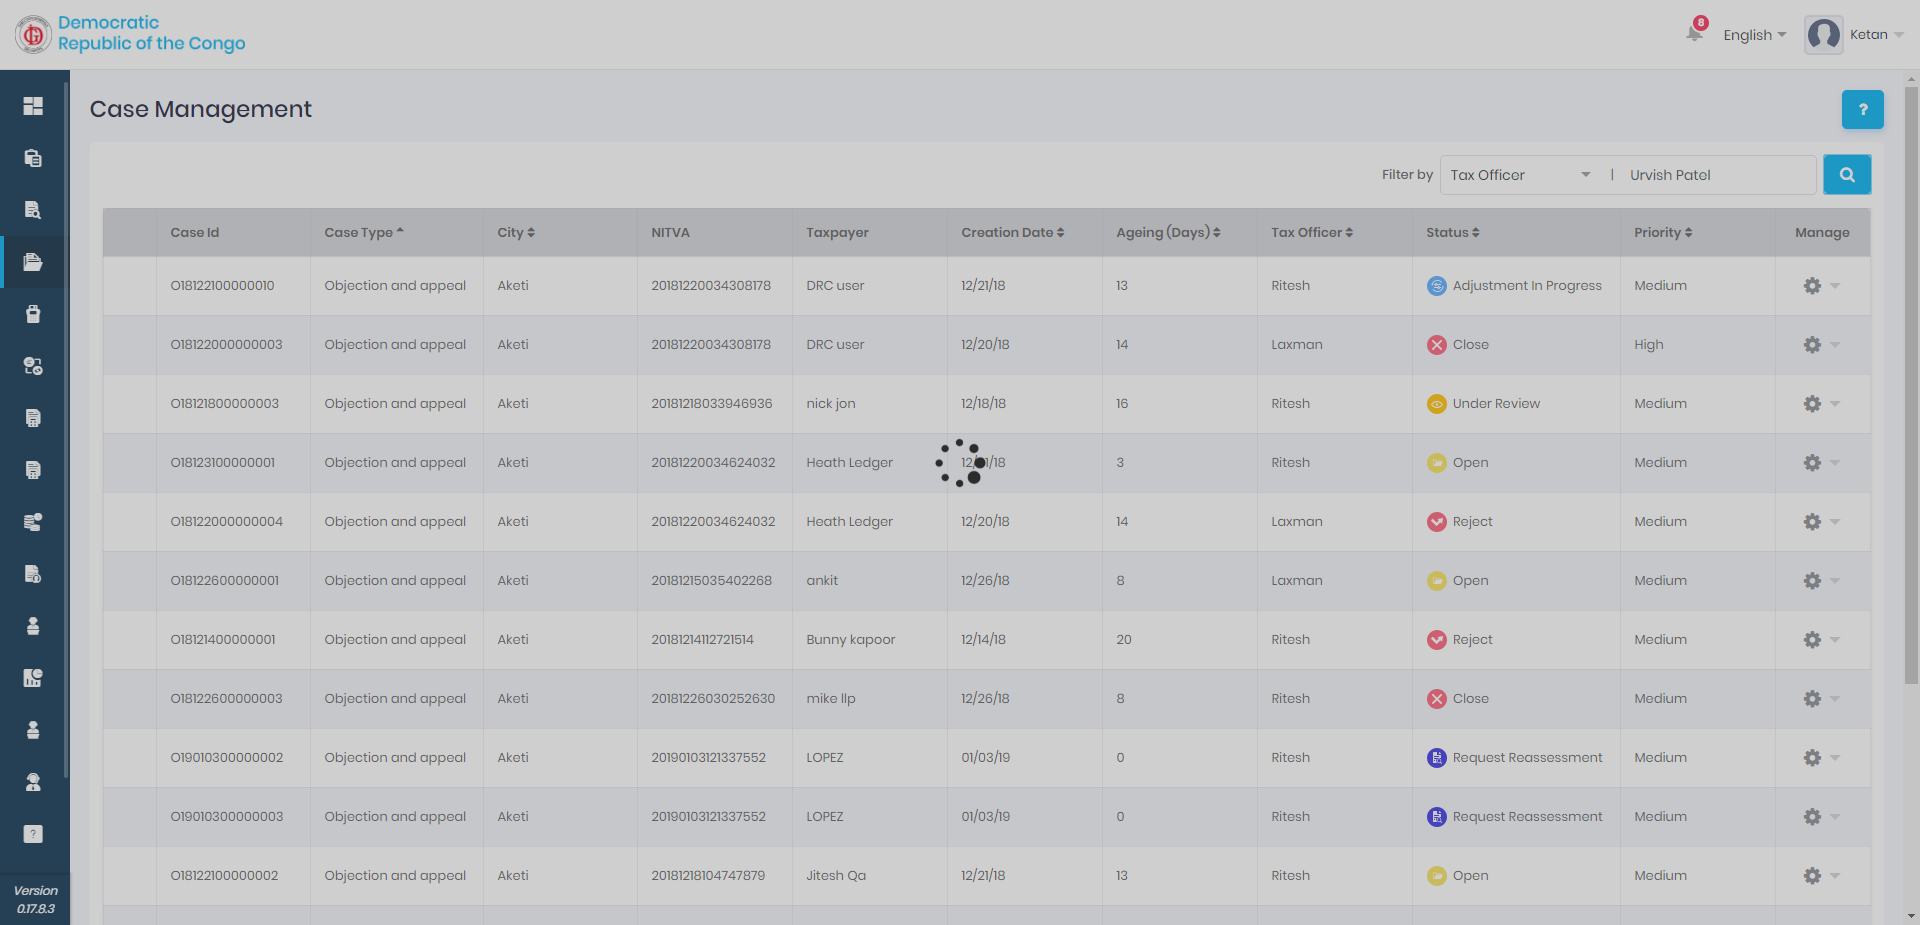 Democratic
Republic of the Congo
8
English
Ketan
Case Management
?
Filter by Tax Officer | Urvish Patel
Case Id Case Type City NITVA Taxpayer Creation Date Ageing (Days) Tax Officer Status Priority Manage
O18122100000010 Objection and appeal Aketi 20181220034308178 DRC user 12/21/18 13 Ritesh Adjustment In Progress Medium
O18122000000003 Objection and appeal Aketi 20181220034308178 DRC user 12/20/18 14 Laxman Close High
O18121800000003 Objection and appeal Aketi 20181218033946936 nick jon 12/18/18 16 Ritesh Under Review Medium
O18123100000001 Objection and appeal Aketi 20181220034624032 Heath Ledger 3 Ritesh Open Medium
O18122000000004 Objection and appeal Aketi 20181220034624032 Heath Ledger 12/20/18 14 Laxman Reject Medium
O18122600000001 Objection and appeal Aketi 20181215035402268 ankit 12/26/18 8 Laxman Open Medium
O18121400000001 Objection and appeal Aketi 20181214112721514 Bunny kapoor 12/14/18 20 Ritesh Reject Medium
O18122600000003 Objection and appeal Aketi 20181226030252630 mike llp 12/26/18 8 Ritesh Close Medium
O19010300000002 Objection and appeal Aketi 20190103121337552 LOPEZ 01/03/19 0 Ritesh Request Reassessment Medium
O19010300000003 Objection and appeal Aketi 20190103121337552 LOPEZ 01/03/19 0 Ritesh Request Reassessment Medium
O18122100000002 Objection and appeal Aketi 20181218104747879 Jitesh Qa 12/21/18 13 Ritesh Open Medium
Version
0.17.8.3